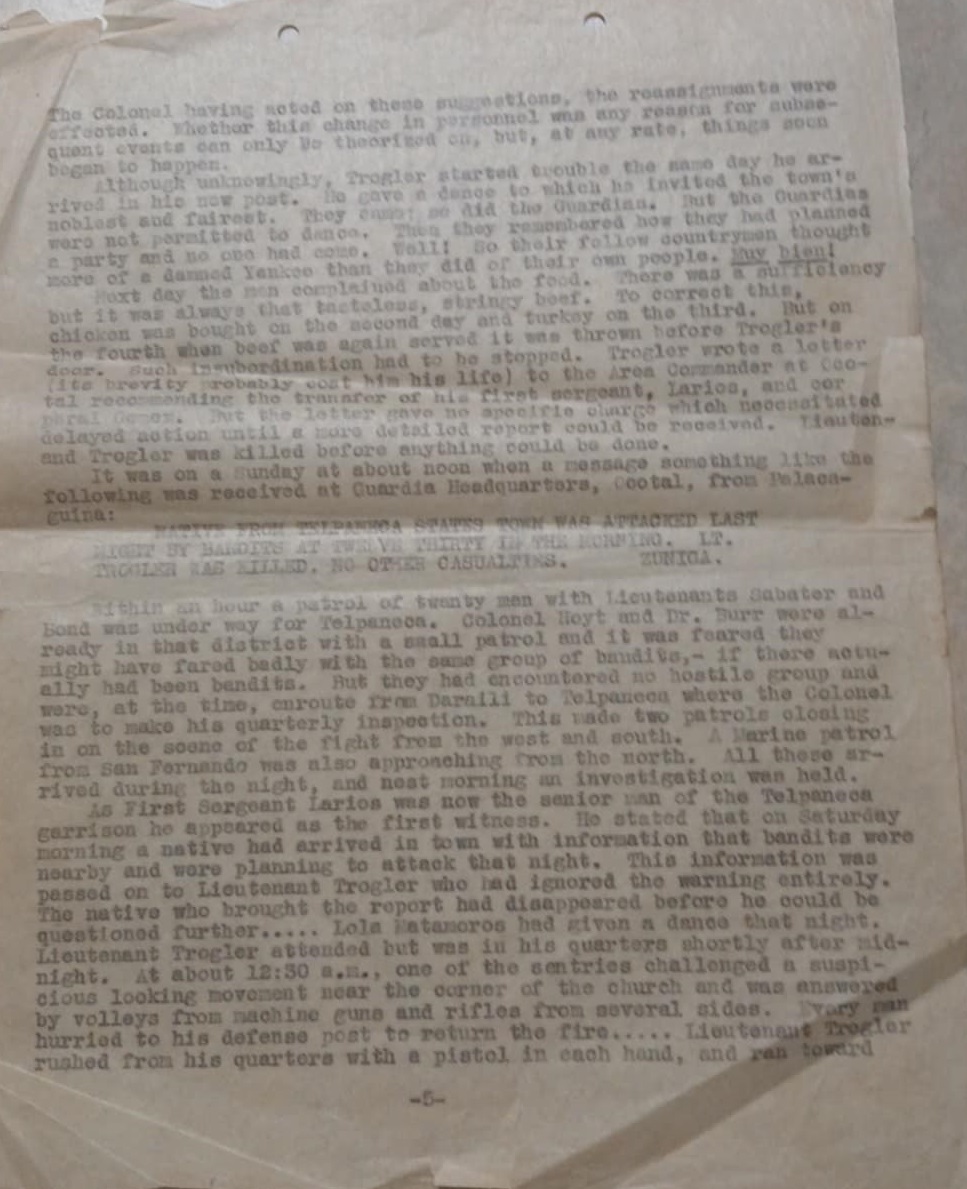 The Colonel having acted on these suggestions, the reassignments were
effected. Whether this change in personnel was any reason for subse-
quent events can only be theorized on, but, at any rate, things soon
began to happen.
Although unknowingly, Trogler started trouble the same day he ar-
rived in his new post. He gave a dance to which he invited the town's
noblest and fairest. They came; so did the Guardias. But the Guardias
were not permitted to dance. Then they remembered how they had planned
a party and no one had come. Well! So their fellow countrymen thought
more of a damned Yankee than they did of their own people. Muy bien!
Next day the men complained about the food. There was a sufficiency
but it was always that tasteless, stringy beef. To correct this,
chicken was bought on the second day and turkey on the third. But on
the fourth when beef was again served it was thrown before Trogler's
door. Such insubordination had to be stopped. Trogler wrote a letter
(its brevity probably cost him his life) to the Area Commander at Oco-
tal recommending the transfer of his first sergeant, Larios, and cor
poral Gomez. But the letter gave no specific charge which necessitated
delayed action until a more detailed report could be received. Lieuten-
and Trogler was killed before anything could be done.
It was on a Sunday at about noon when a message something like the
following was received at Guardia Headquarters, Ocotal, from Palaca-
guina:
NATIVE FROM TELPANECA STATES TOWN WAS ATTACKED LAST
NIGHT BY BANDITS AT TWELVE THIRTY IN THE MORNING. LT.
TROGLER WAS KILLED. NO OTHER CASUALTIES. ZUNIGA.
Within an hour a patrol of twenty men with Lieutenants Sabater and
Bond was under way for Telpaneca. Colonel Hoyt and Dr. Burr were al-
ready in that district with a small patrol and it was feared they
might have fared badly with the same group of bandits,- if there actu-
ally had been bandits. But they had encountered no hostile group and
were, at the time, enroute from Daraili to Telpaneca where the Colonel
was to make his quarterly inspection. This made two patrols closing
in on the scene of the fight from the west and south. A Marine patrol
from San Fernando was also approaching from the north. All these ar-
rived during the night, and nest morning an investigation was held.
As First Sergeant Larios was now the senior man of the Telpaneca
garrison he appeared as the first witness. He stated that on Saturday
morning a native had arrived in town with information that bandits were
nearby and were planning to attack that night. This information was
passed on to Lieutenant Trogler who had ignored the warning entirely.
The native who brought the report had disappeared before he could be
questioned further..... Lola Matamoros had given a dance that night.
Lieutenant Trogler attended but was in his quarters shortly after mid-
night. At about 12:30 a.m., one of the sentries challenged a suspi-
cious looking movement near the corner of the church and was answered
by volleys from machine guns and rifles from several sides. Every man
hurried to his defense post to return the fire..... Lieutenant Trogler
rushed from his quarters with a pistol in each hand, and ran toward
-5-